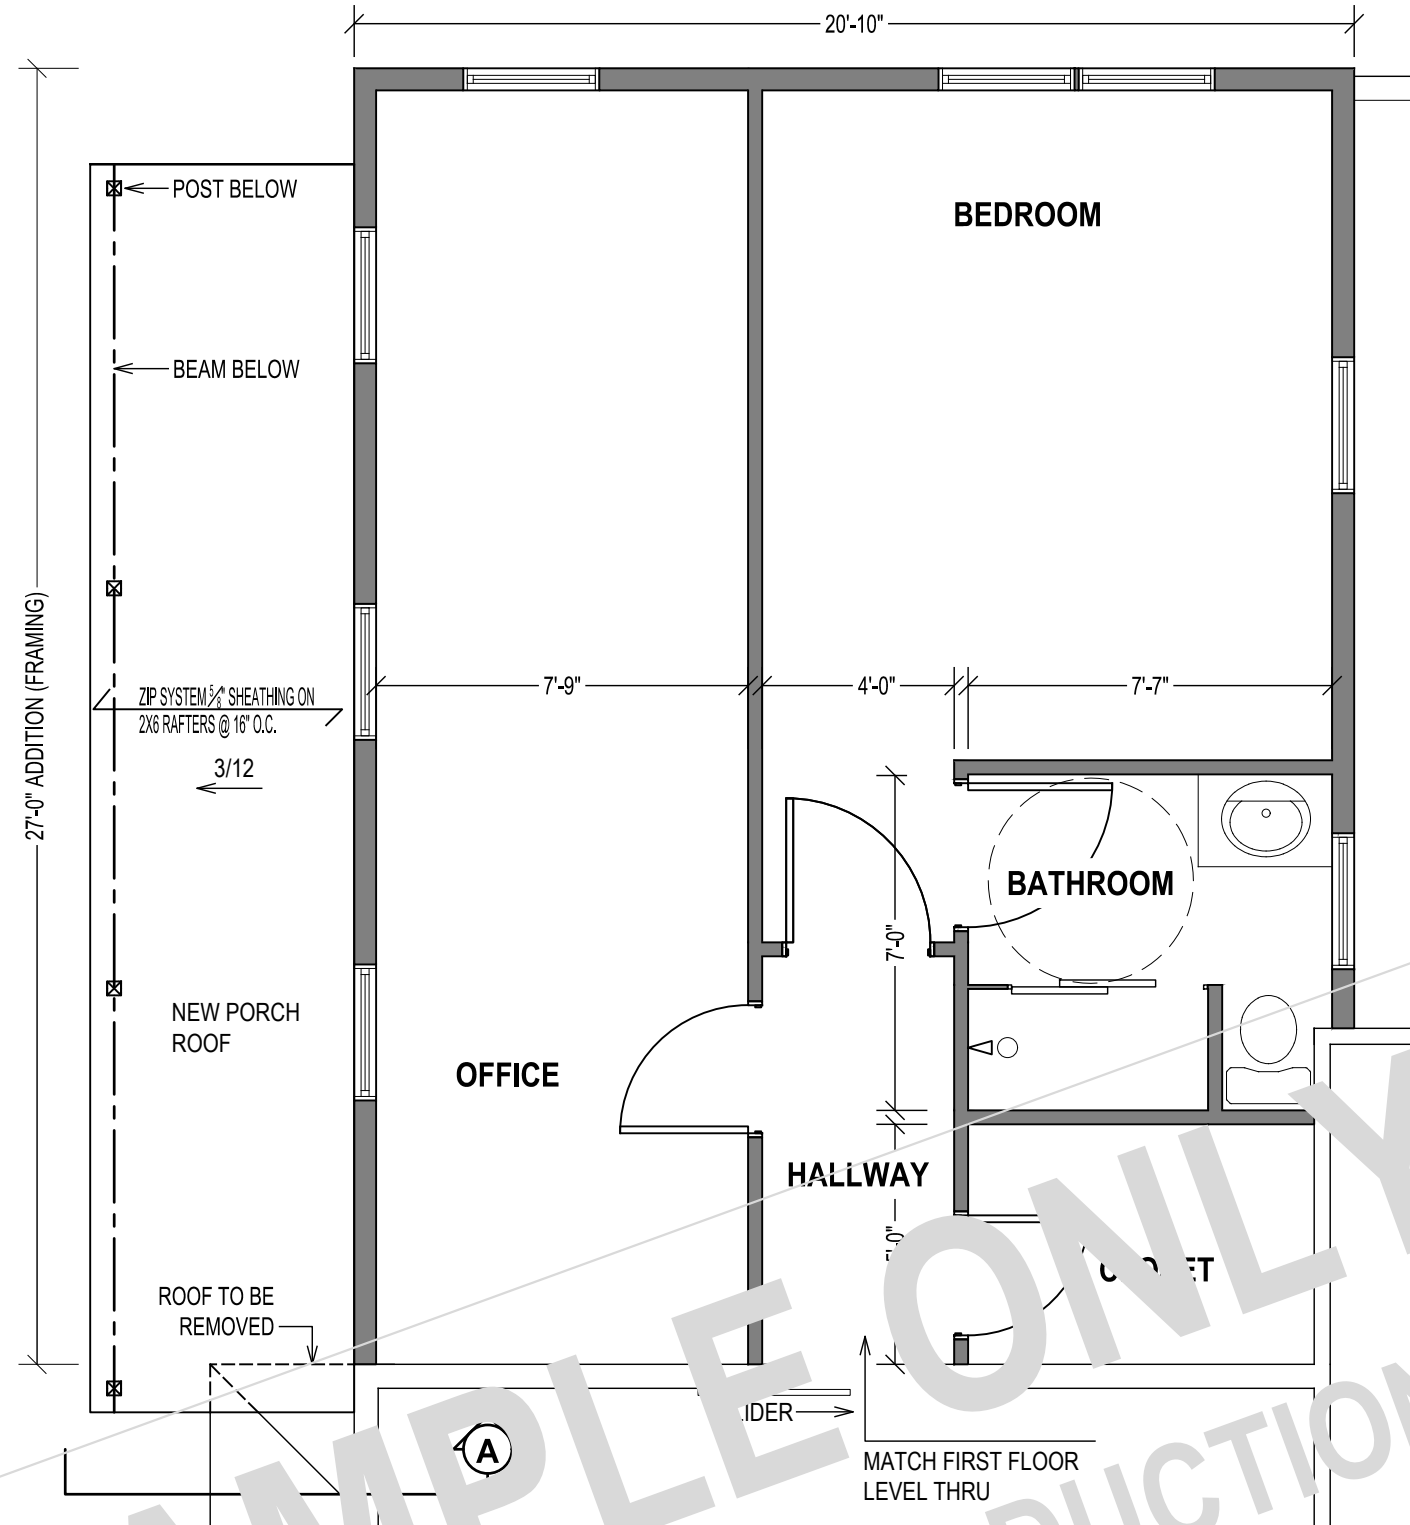 20'-10"
POST BELOW
BEDROOM
BEAM BELOW
27'-0" ADDITION (FRAMING)
7'-9"
4'-0"
7'-7"
ZIP SYSTEM 5/8" SHEATHING ON
2X6 RAFTERS @ 16" O.C.
3/12
BATHROOM
7'-0"
NEW PORCH
ROOF
OFFICE
HALLWAY
ROOF TO BE
REMOVED
A
MATCH FIRST FLOOR
LEVEL THRU
ONLY